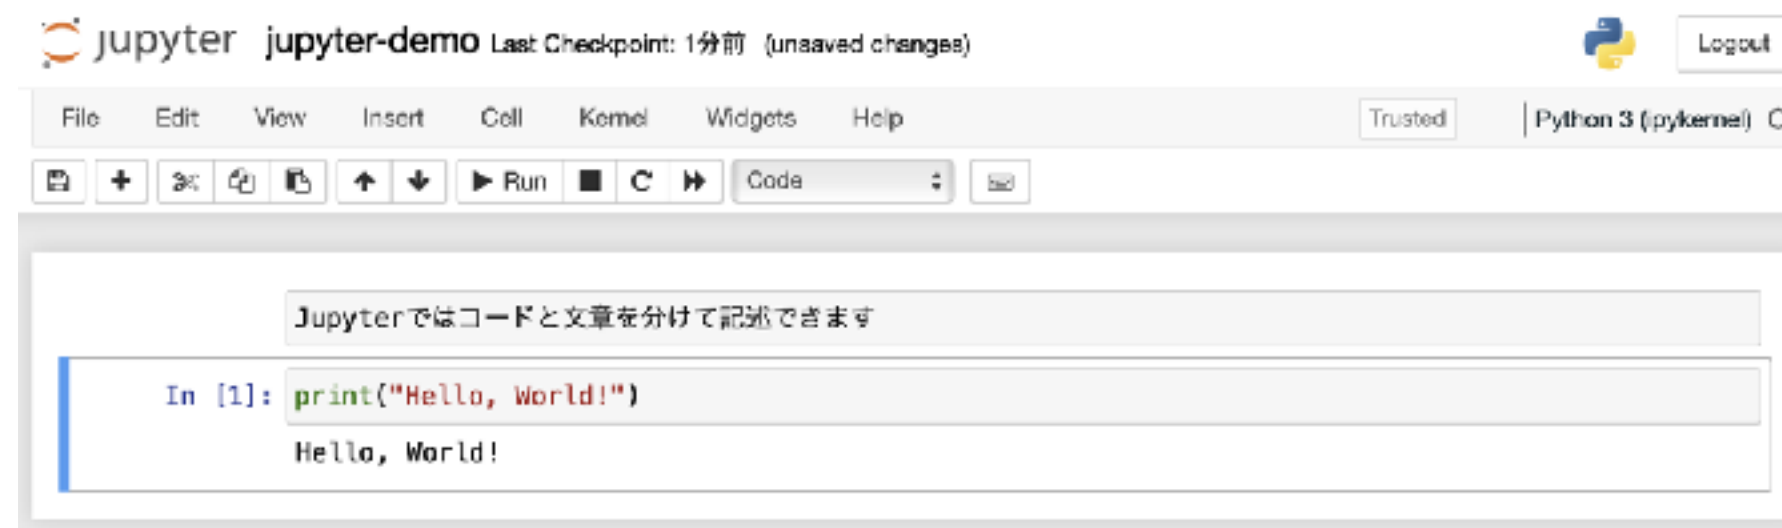 jupyter jupyter-demo Last Checkpoint: 1分前 (unsaved changes) Logout
File Edit View Insert Cell Kernel Widgets Help Trusted Python 3 (ipykernel)
Run Code
Jupyterではコードと文章を分けて記述できます
In [1]: print("Hello, World!")
Hello, World!